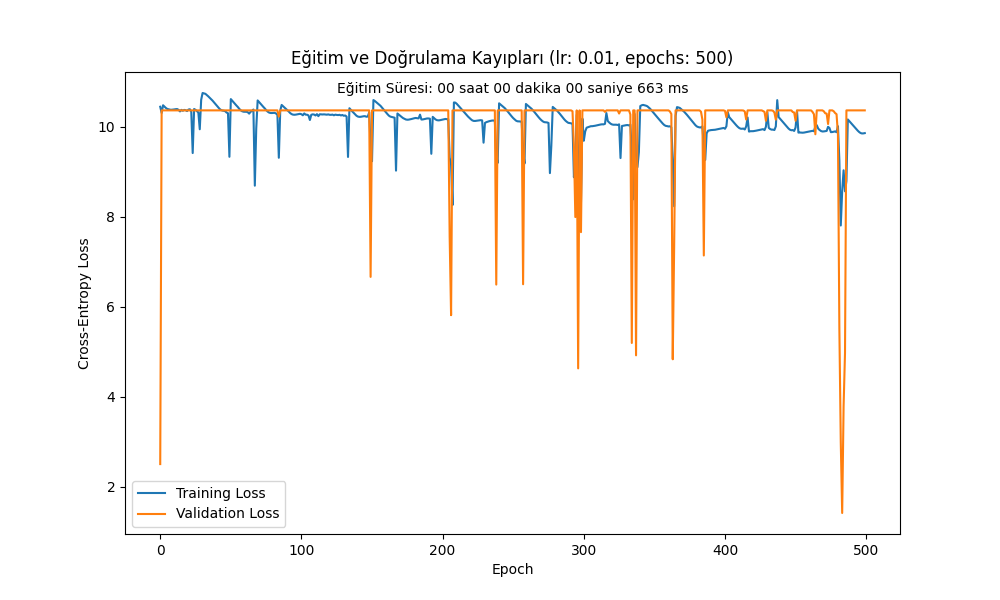 Eğitim ve Doğrulama Kayıpları (lr: 0.01, epochs: 500)
Eğitim Süresi: 00 saat 00 dakika 00 saniye 663 ms
Cross-Entropy Loss
10
8
6
4
2
Training Loss
Validation Loss
0
100
200
300
400
500
Epoch